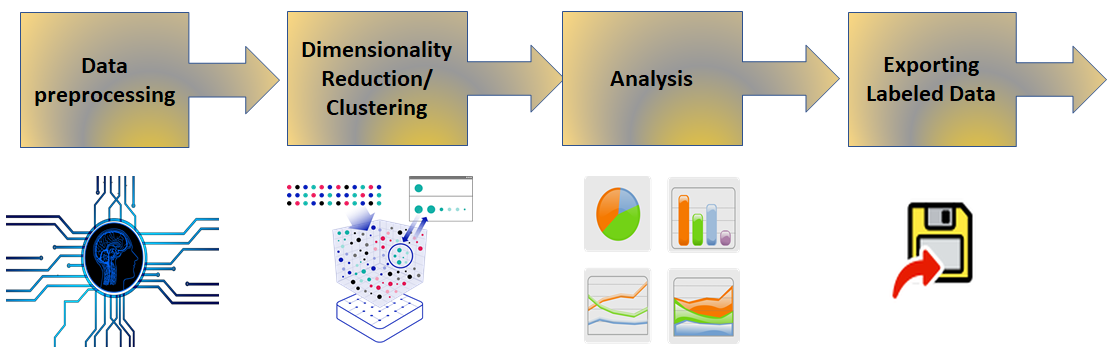 Data
preprocessing
Dimensionality
Reduction/
Clustering
Analysis
Exporting
Labeled Data